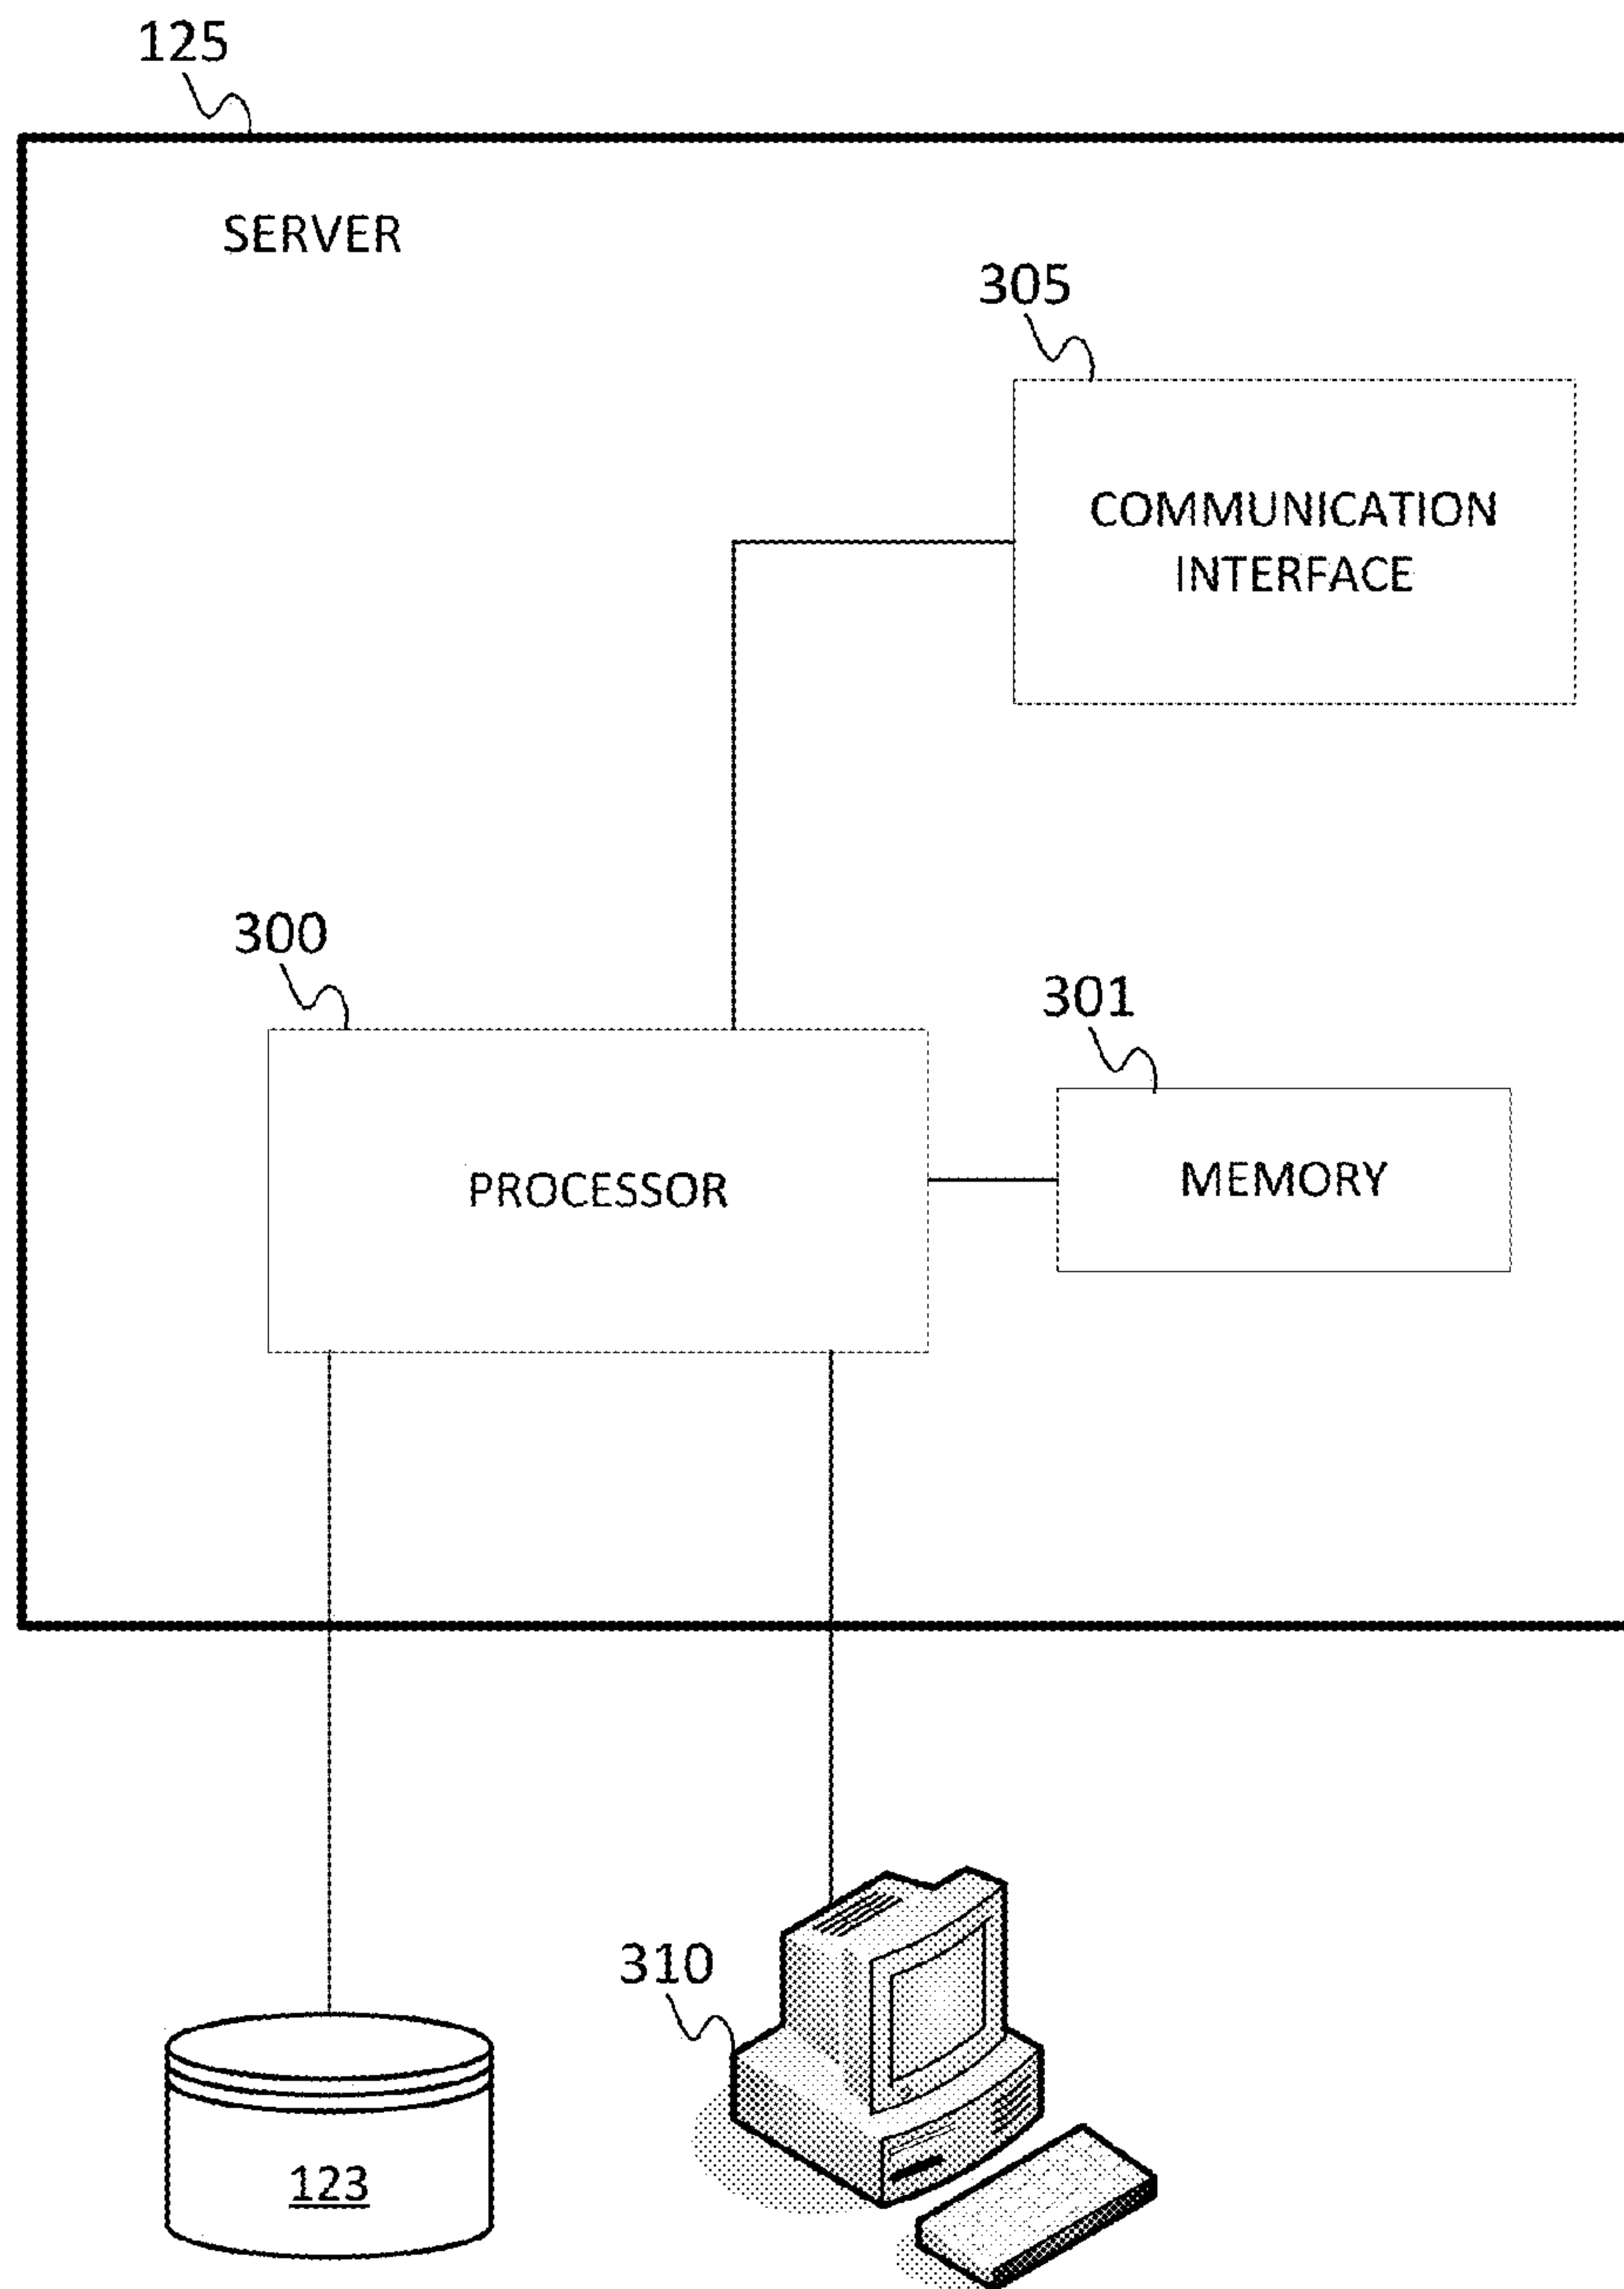 125
SERVER
305
COMMUNICATION
INTERFACE
300
301
PROCESSOR
MEMORY
310
123